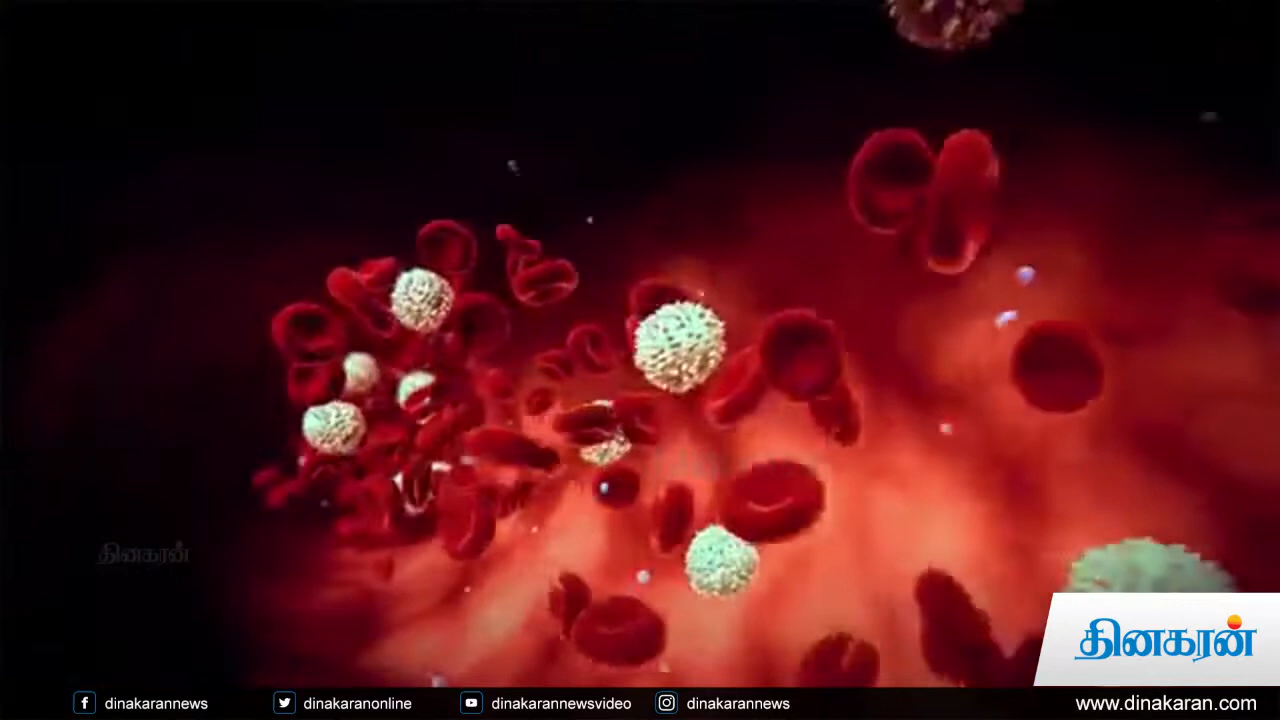 தினகரன்
தினகரன்
dinakarannews dinakaranonline dinakarannewsvideo dinakarannews www.dinakaran.com